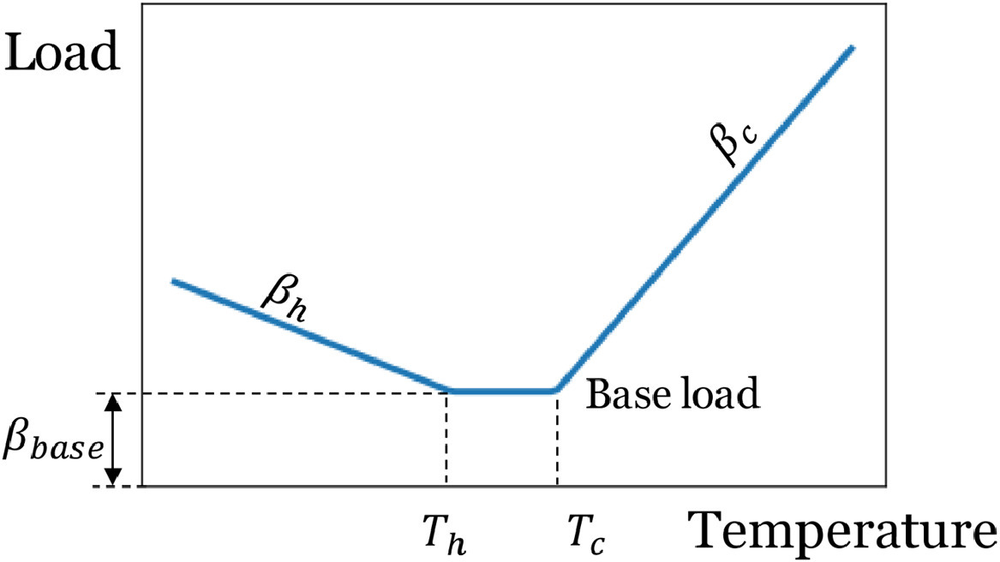 Load
β_c
β_h
Base load
β_base
T_h
T_c
Temperature